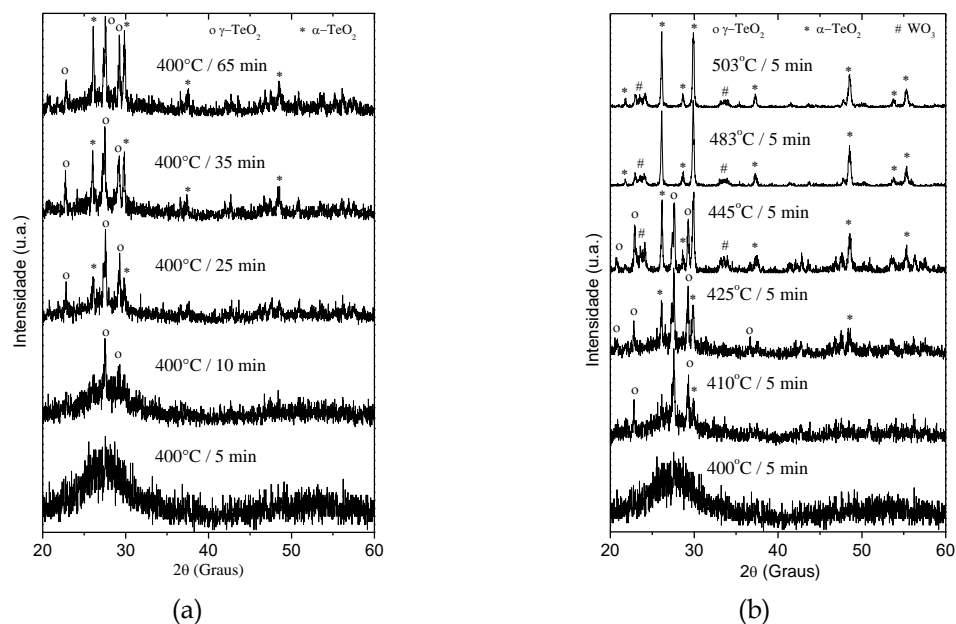 o γ−TeO2 * α−TeO2
* o o o *
o
* *
400°C / 65 min
o * o o *
* *
400°C / 35 min
o
o
* *
o
400°C / 25 min
o
o
400°C / 10 min
400°C / 5 min
Intensidade (u.a.)
20 30 40 50 60
2θ (Graus)
(a)
o γ−TeO2 * α−TeO2 # WO3
503°C / 5 min
* # * * * # * * * *
483°C / 5 min
* # * # * * * *
445°C / 5 min
o o # * o * o # * * *
425°C / 5 min
o o * o * o *
410°C / 5 min
o o *
400°C / 5 min
Intensidade (u.a.)
20 30 40 50 60
2θ (Graus)
(b)